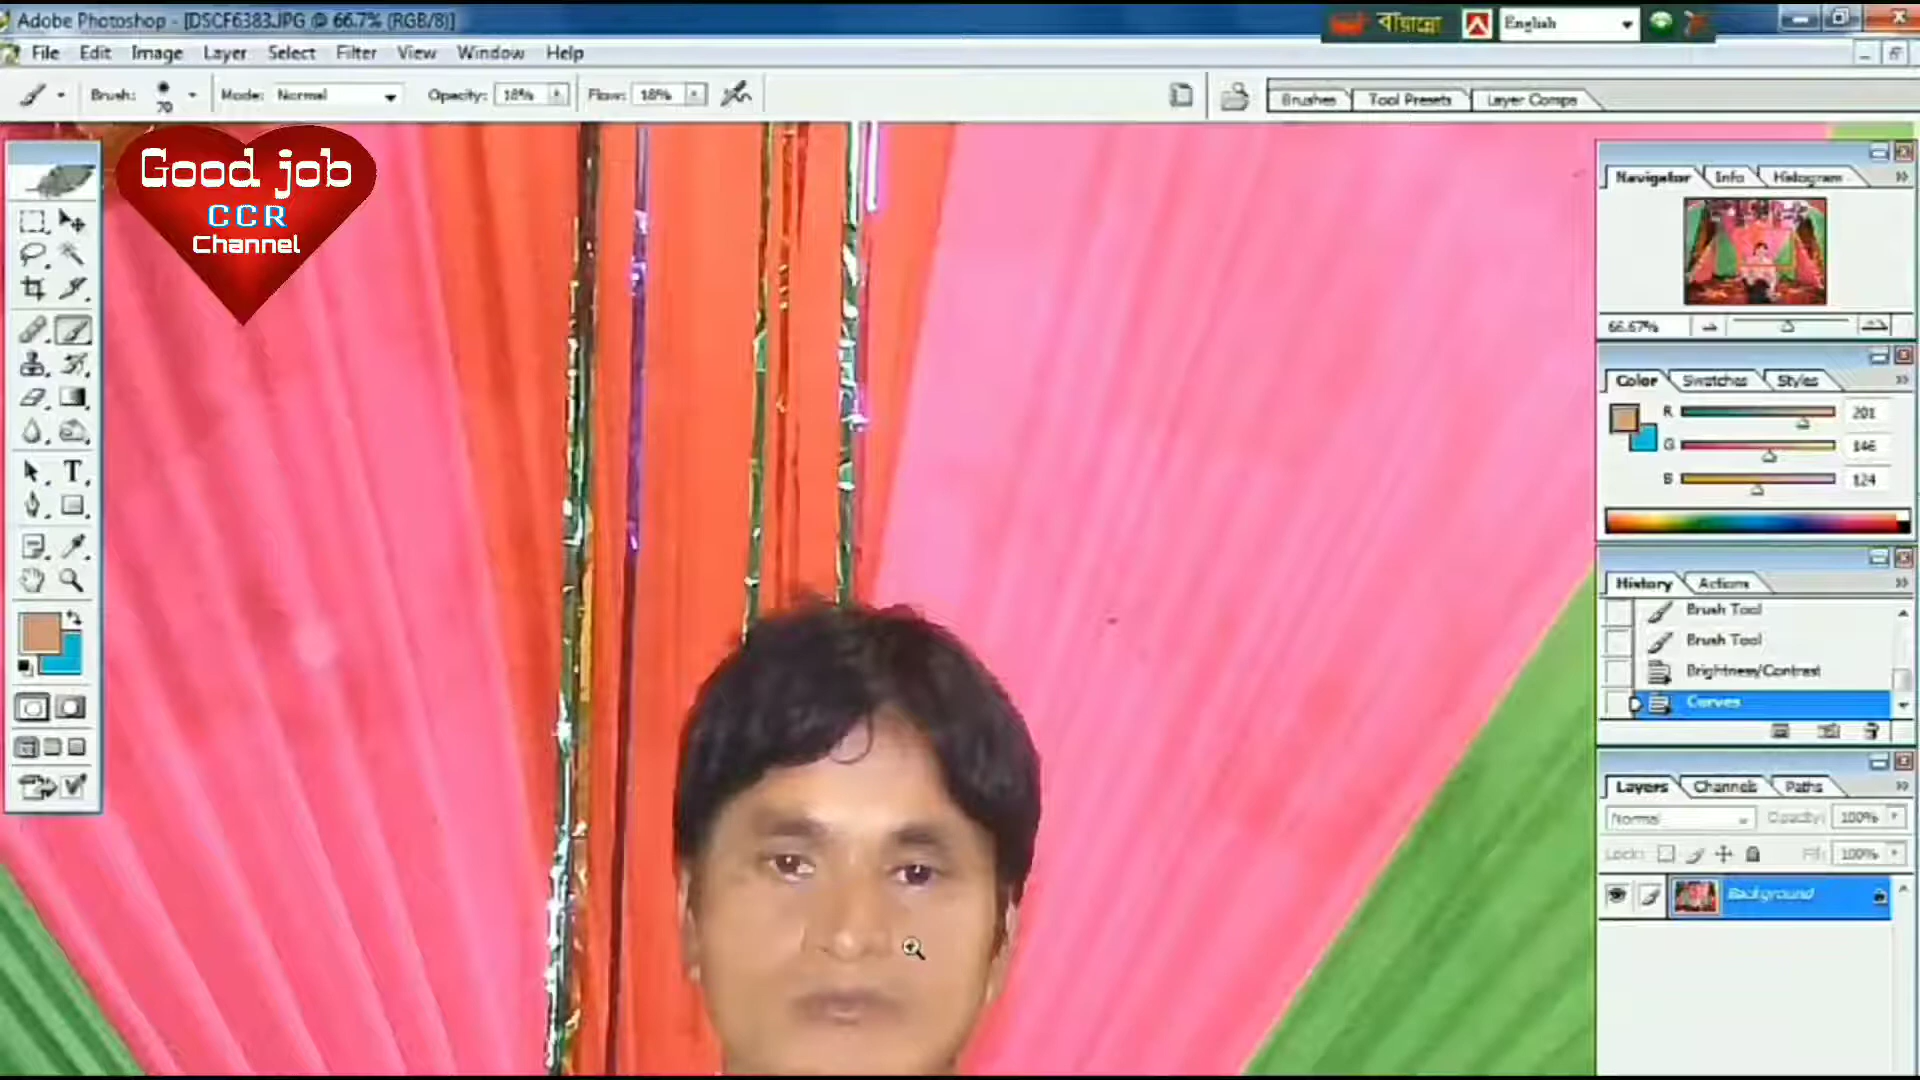 Adobe Photoshop - [DSCF6383.JPG @ 66.7% (RGB/8)]
English
File Edit Image Layer Select Filter View Window Help
Brush: 70 Mode: Normal Opacity: 18% Flow: 18%
Brushes Tool Presets Layer Comps
Good job
CCR
Channel
Navigator Info Histogram
66.67%
Color Swatches Styles
R 201
G 146
B 124
History Actions
Brush Tool
Brush Tool
Brightness/Contrast
Curves
Layers Channels Paths
Normal Opacity: 100%
Lock: Fill: 100%
Background